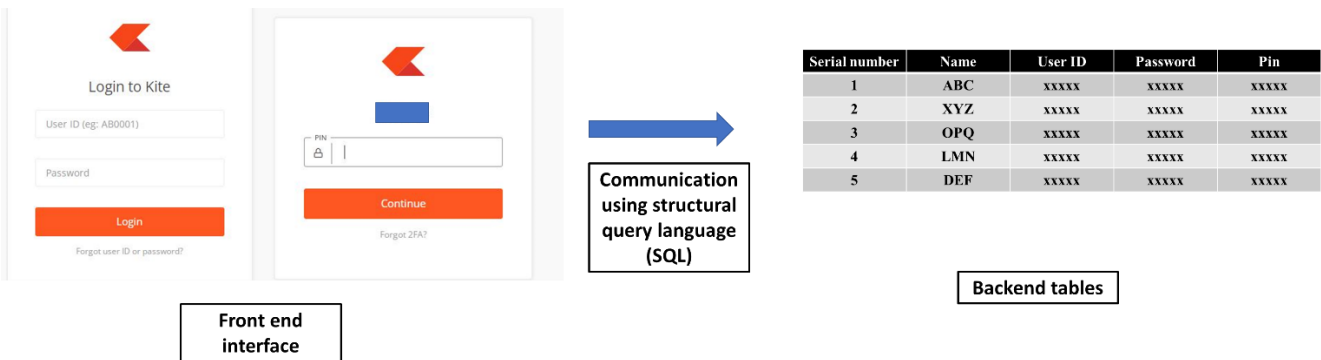 Login to Kite
User ID (eg: AB0001)
Password
Login
Forgot user ID or password?
PIN
Continue
Forgot 2FA?
Front end
interface
Communication
using structural
query language
(SQL)
Serial number Name User ID Password Pin
1 ABC xxxxx xxxxx xxxxx
2 XYZ xxxxx xxxxx xxxxx
3 OPQ xxxxx xxxxx xxxxx
4 LMN xxxxx xxxxx xxxxx
5 DEF xxxxx xxxxx xxxxx
Backend tables